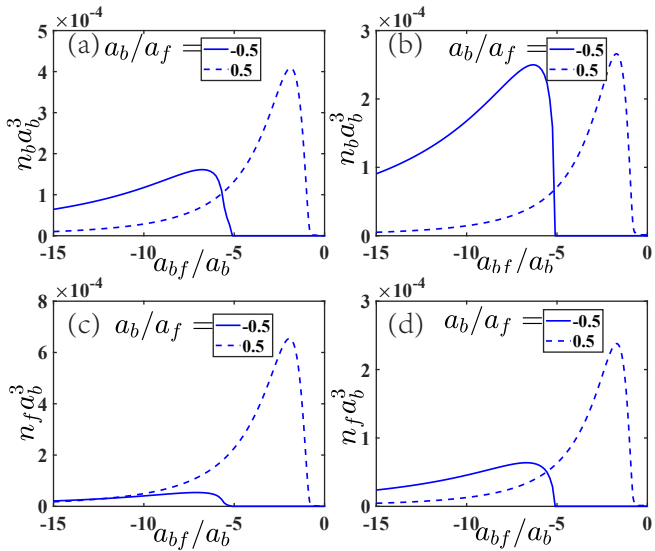 ×10⁻⁴
(a) a_b/a_f =
-0.5
0.5
n_b a_b^3
5
4
3
2
1
0
-15 -10 -5 0
a_bf/a_b
×10⁻⁴
(b) a_b/a_f =
-0.5
0.5
n_b a_b^3
3
2
1
0
-15 -10 -5 0
a_bf/a_b
×10⁻⁴
(c) a_b/a_f =
-0.5
0.5
n_f a_b^3
8
6
4
2
0
-15 -10 -5 0
a_bf/a_b
×10⁻⁴
(d) a_b/a_f =
-0.5
0.5
n_f a_b^3
3
2
1
0
-15 -10 -5 0
a_bf/a_b